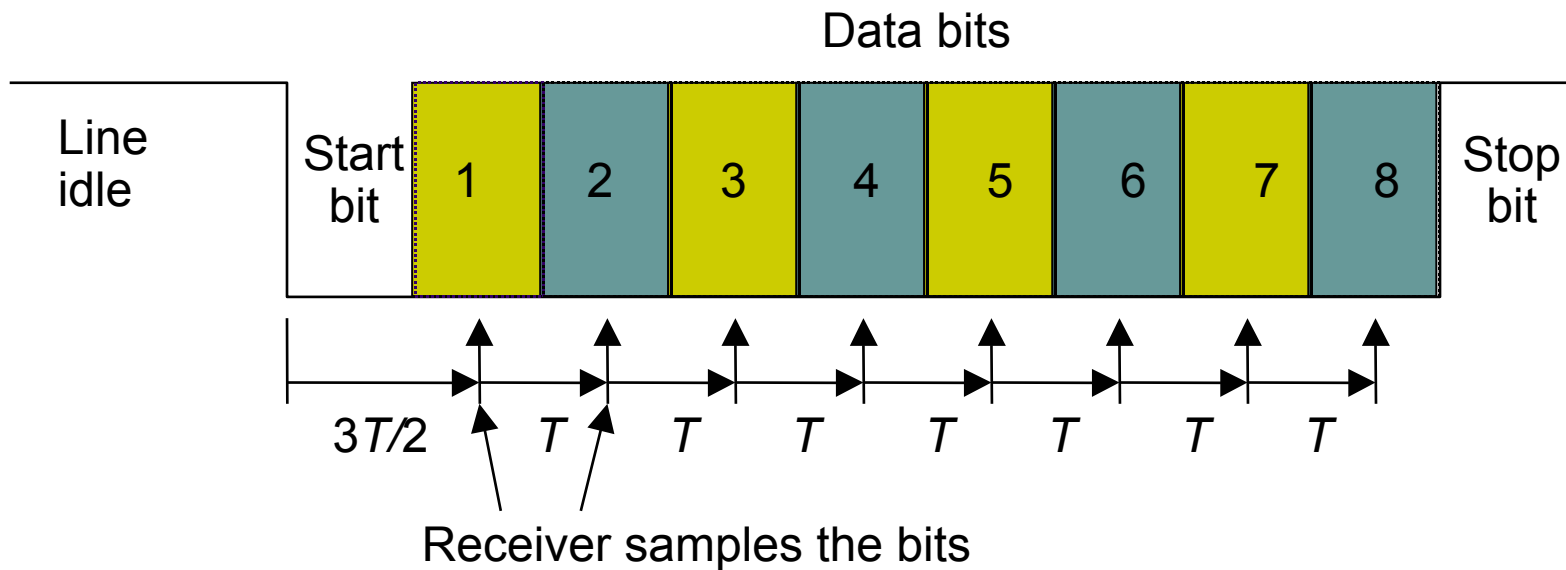 Data bits
Line
idle
Start
bit
1 2 3 4 5 6 7 8
Stop
bit
3T/2 T T T T T T T
Receiver samples the bits